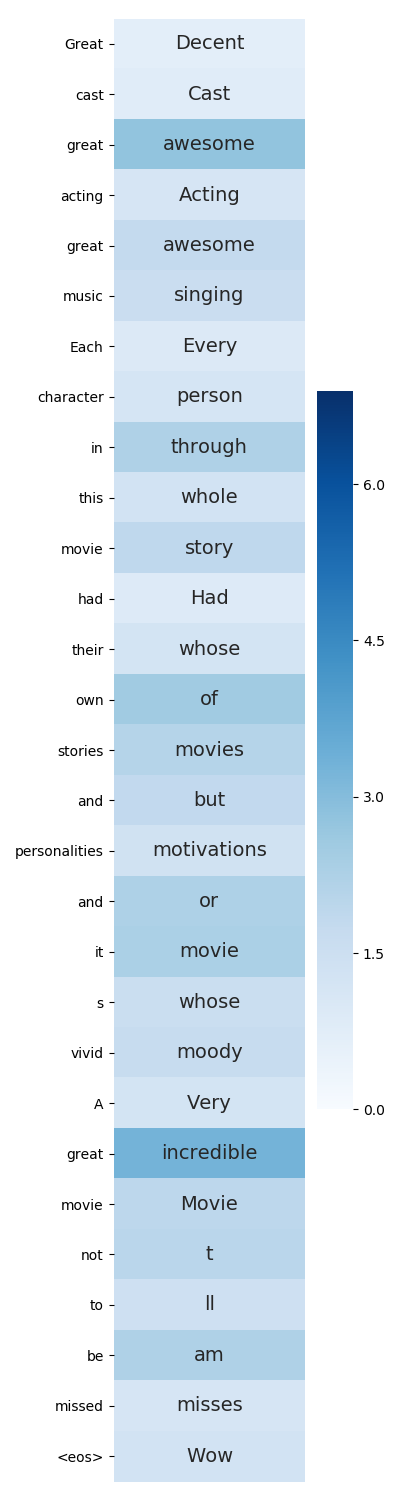 Great Decent
cast Cast
great awesome
acting Acting
great awesome
music singing
Each Every
character person
in through
this whole
movie story
had Had
their whose
own of
stories movies
and but
personalities motivations
and or
it movie
s whose
vivid moody
A Very
great incredible
movie Movie
not t
to ll
be am
missed misses
<eos> Wow
6.0
4.5
3.0
1.5
0.0